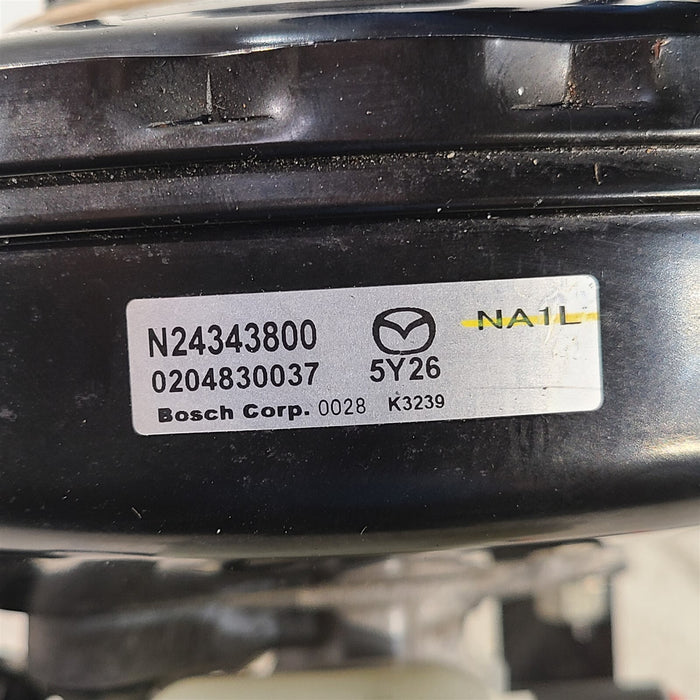 N24343800 NA1L
0204830037 5Y26
Bosch Corp. 0028 K3239